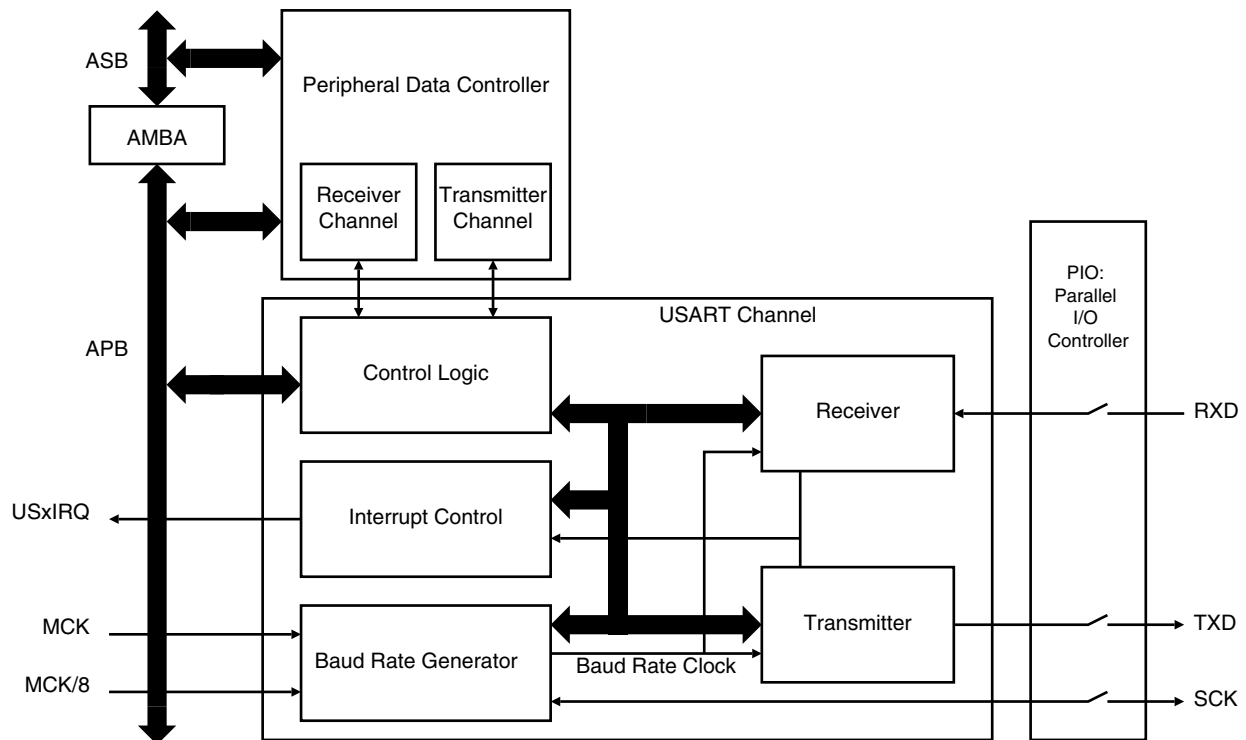 ASB
Peripheral Data Controller
AMBA
Receiver
Channel
Transmitter
Channel
PIO:
Parallel
I/O
Controller
USART Channel
APB
Control Logic
Receiver
RXD
USxIRQ
Interrupt Control
MCK
Baud Rate Generator
Baud Rate Clock
Transmitter
TXD
MCK/8
SCK